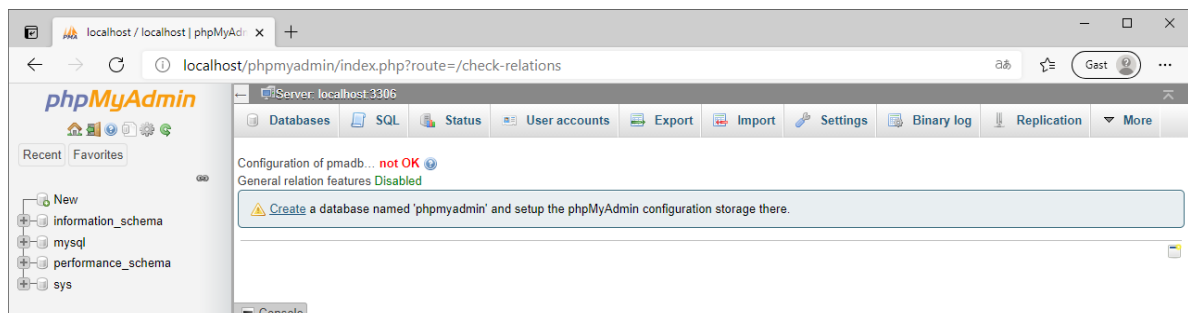 localhost / localhost | phpMyAdr
localhost/phpmyadmin/index.php?route=/check-relations
Gast
phpMyAdmin
Recent Favorites
New
information_schema
mysql
performance_schema
sys
Server: localhost:3306
Databases SQL Status User accounts Export Import Settings Binary log Replication More
Configuration of pmadb… not OK
General relation features Disabled
Create a database named 'phpmyadmin' and setup the phpMyAdmin configuration storage there.
Console